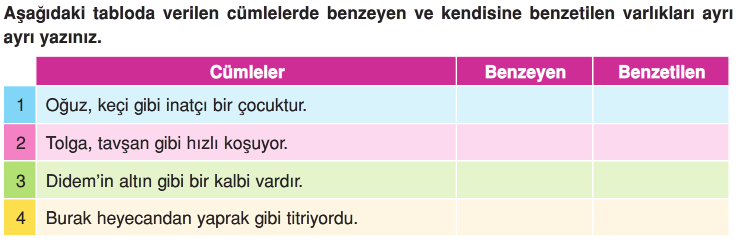 Aşağıdaki tabloda verilen cümlelerde benzeyen ve kendisine benzetilen varlıkları ayrı
ayrı yazınız.
Cümleler Benzeyen Benzetilen
1 Oğuz, keçi gibi inatçı bir çocuktur.
2 Tolga, tavşan gibi hızlı koşuyor.
3 Didem'in altın gibi bir kalbi vardır.
4 Burak heyecandan yaprak gibi titriyordu.